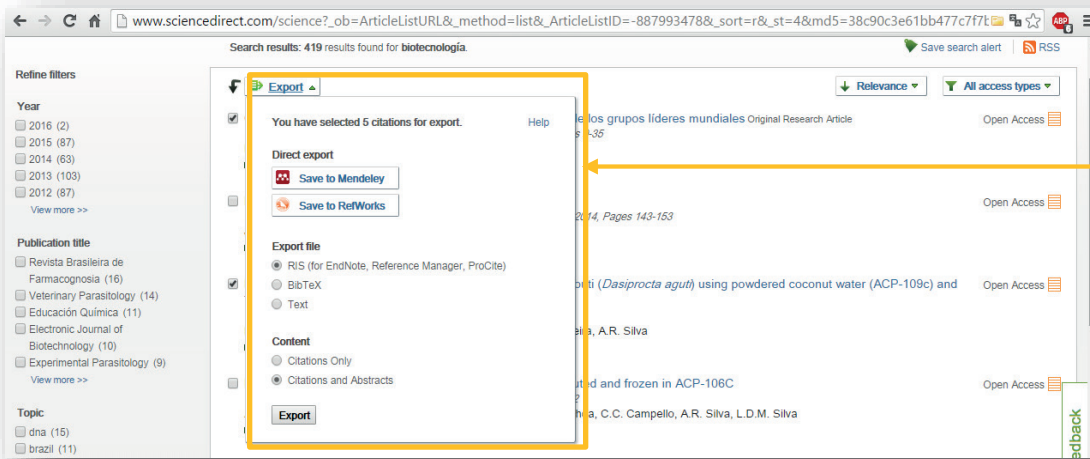 www.sciencedirect.com/science?_ob=ArticleListURL&_method=list&_ArticleListID=-887993478&_sort=r&_st=4&md5=38c90c3e61bb477c7f7b
ABP
Search results: 419 results found for biotecnología.
Save search alert
RSS
Refine filters
Year
2016 (2)
2015 (87)
2014 (63)
2013 (103)
2012 (87)
View more >>
Publication title
Revista Brasileira de
Farmacognosia (16)
Veterinary Parasitology (14)
Educación Química (11)
Electronic Journal of
Biotechnology (10)
Experimental Parasitology (9)
View more >>
Topic
dna (15)
brazil (11)
Export
Relevance
All access types
You have selected 5 citations for export.
Help
Direct export
Save to Mendeley
Save to RefWorks
Export file
RIS (for EndNote, Reference Manager, ProCite)
BibTeX
Text
Content
Citations Only
Citations and Abstracts
Export
los grupos líderes mundiales Original Research Article
Open Access
-35
Open Access
2014, Pages 143-153
(Dasiprocta aguti) using powdered coconut water (ACP-109c) and
Open Access
, A.R. Silva
and frozen in ACP-106C
Open Access
, C.C. Campello, A.R. Silva, L.D.M. Silva
edback